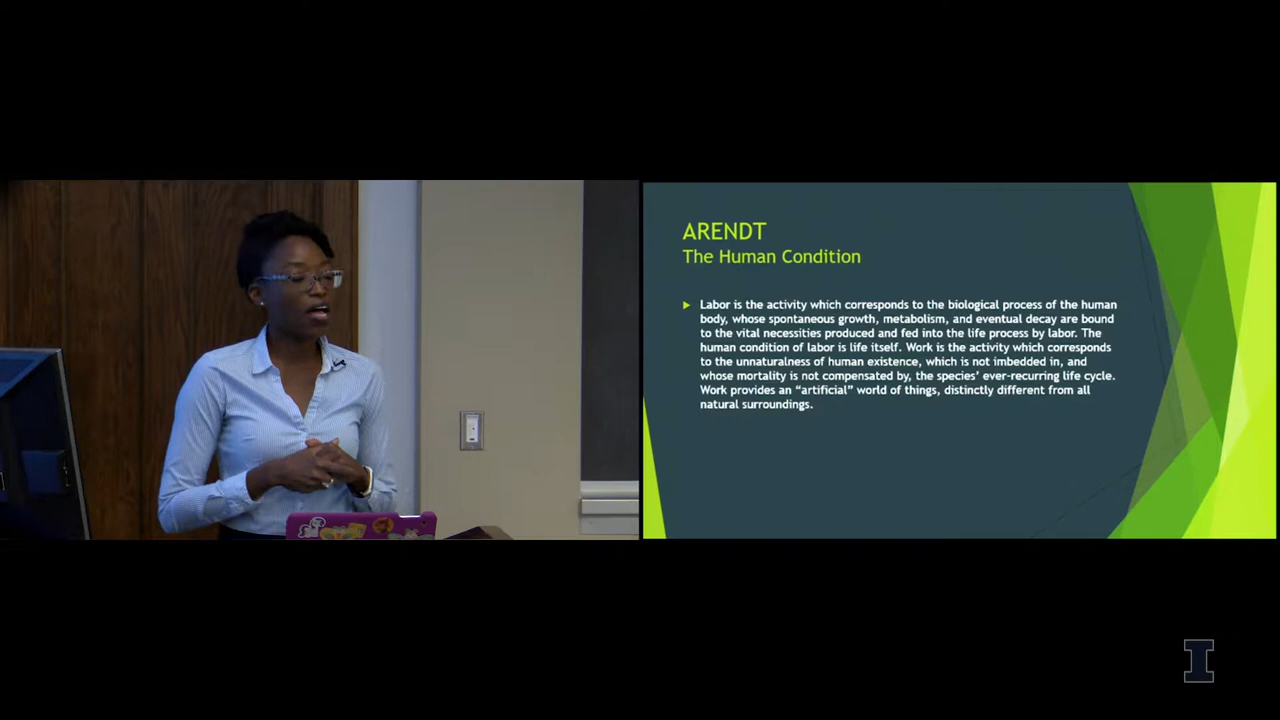 ARENDT
The Human Condition
Labor is the activity which corresponds to the biological process of the human
body, whose spontaneous growth, metabolism, and eventual decay are bound
to the vital necessities produced and fed into the life process by labor. The
human condition of labor is life itself. Work is the activity which corresponds
to the unnaturalness of human existence, which is not imbedded in, and
whose mortality is not compensated by, the species’ ever-recurring life cycle.
Work provides an “artificial” world of things, distinctly different from all
natural surroundings.
I